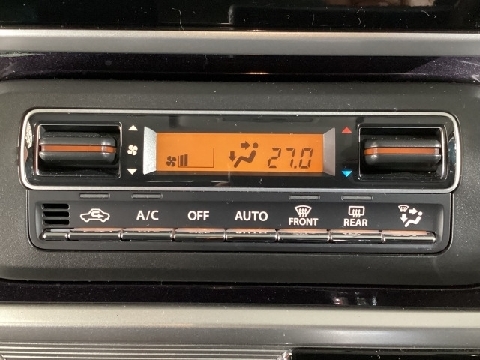 27.0
A/C OFF AUTO FRONT REAR